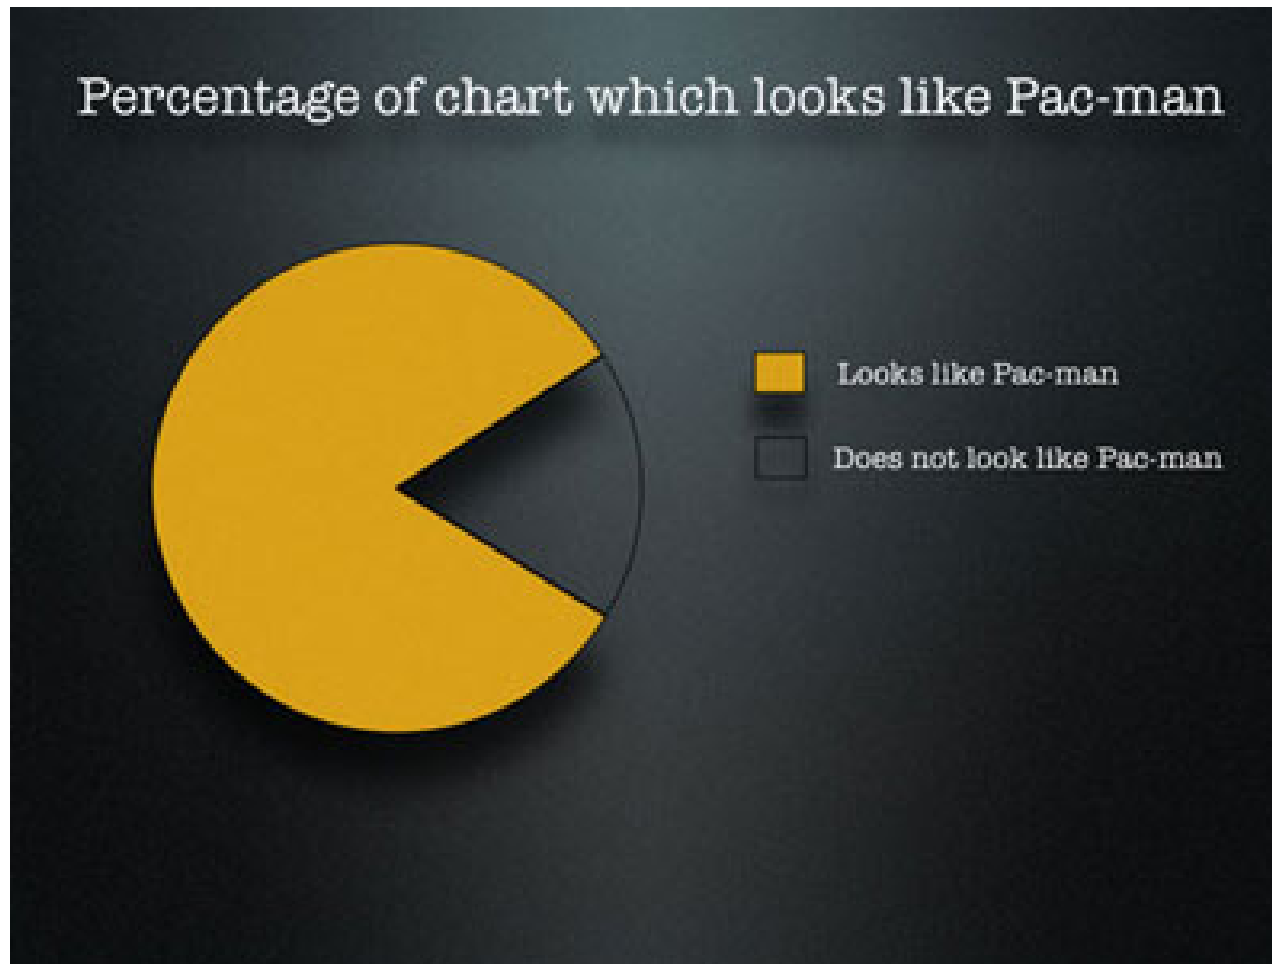 Percentage of chart which looks like Pac-man
Looks like Pac-man
Does not look like Pac-man